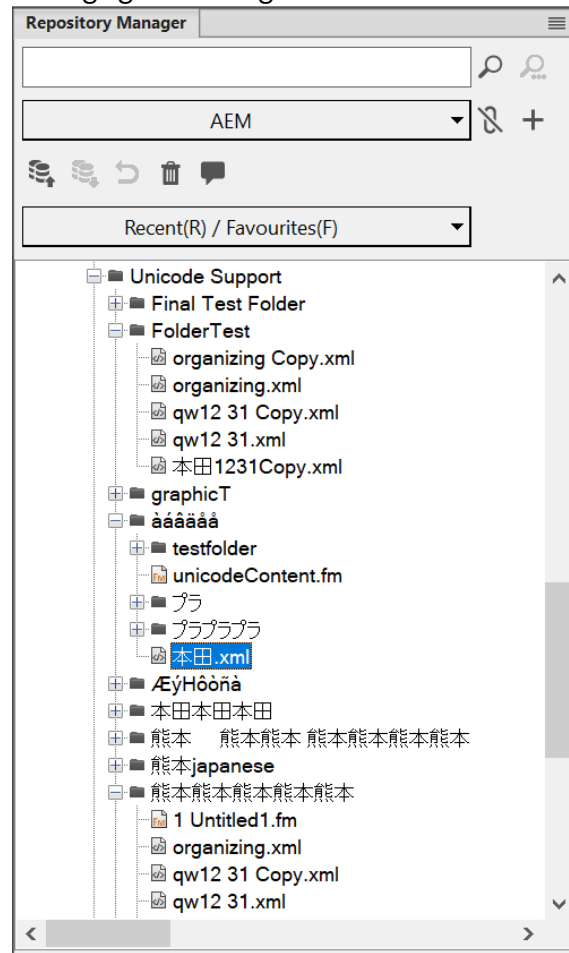 Repository Manager
AEM
Recent(R) / Favourites(F)
Unicode Support
Final Test Folder
FolderTest
organizing Copy.xml
organizing.xml
qw12 31 Copy.xml
qw12 31.xml
本田1231Copy.xml
graphicT
àáâäåå
testfolder
unicodeContent.fm
プラ
プラプラプラ
本田.xml
ÆýHôòñà
本田本田本田
熊本　熊本熊本 熊本熊本熊本熊本
熊本japanese
熊本熊本熊本熊本熊本
1 Untitled1.fm
organizing.xml
qw12 31 Copy.xml
qw12 31.xml